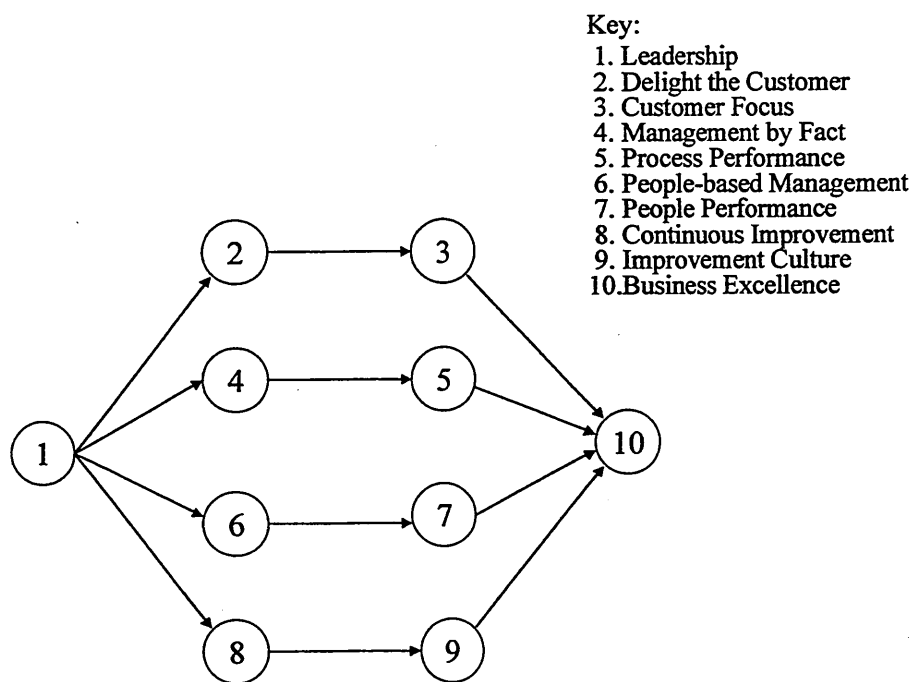 Key:
1. Leadership
2. Delight the Customer
3. Customer Focus
4. Management by Fact
5. Process Performance
6. People-based Management
7. People Performance
8. Continuous Improvement
9. Improvement Culture
10.Business Excellence
2 3
4 5
1 10
6 7
8 9